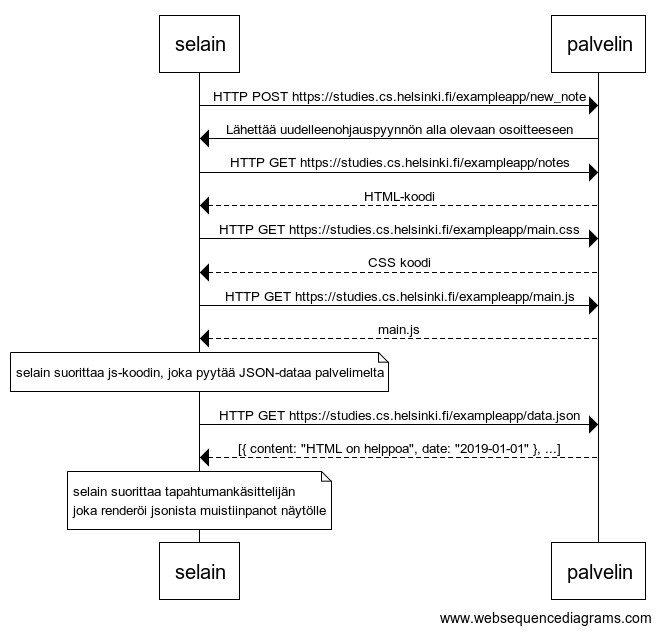 selain palvelin
HTTP POST https://studies.cs.helsinki.fi/exampleapp/new_note
Lähettää uudelleenohjauspyynnön alla olevaan osoitteeseen
HTTP GET https://studies.cs.helsinki.fi/exampleapp/notes
HTML-koodi
HTTP GET https://studies.cs.helsinki.fi/exampleapp/main.css
CSS koodi
HTTP GET https://studies.cs.helsinki.fi/exampleapp/main.js
main.js
selain suorittaa js-koodin, joka pyytää JSON-dataa palvelimelta
HTTP GET https://studies.cs.helsinki.fi/exampleapp/data.json
[{ content: "HTML on helppoa", date: "2019-01-01" }, ...]
selain suorittaa tapahtumankäsittelijän
joka renderöi jsonista muistiinpanot näytölle
selain palvelin
www.websequencediagrams.com